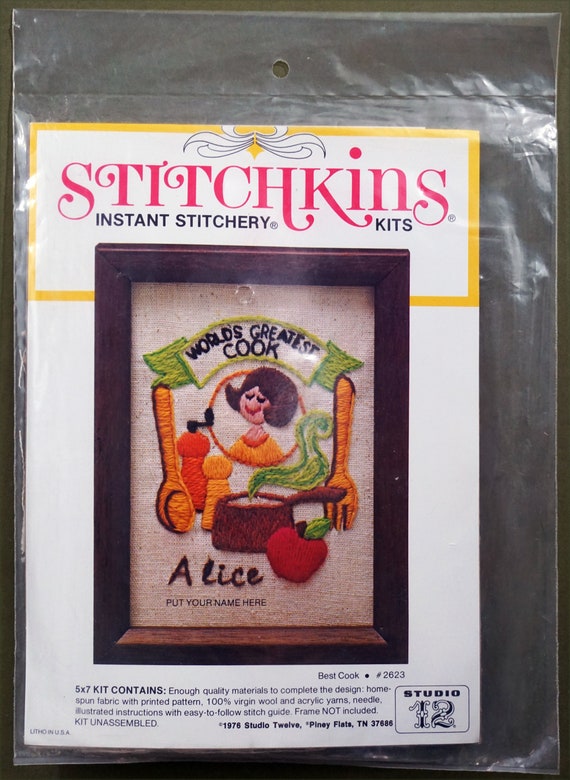 STITCHKINS®
INSTANT STITCHERY® KITS
WORLD'S GREATEST
COOK
Alice
PUT YOUR NAME HERE
Best Cook • #2623
5x7 KIT CONTAINS: Enough quality materials to complete the design: home-
spun fabric with printed pattern, 100% virgin wool and acrylic yarns, needle,
illustrated instructions with easy-to-follow stitch guide. Frame NOT included.
KIT UNASSEMBLED. ©1976 Studio Twelve, ®Piney Flats, TN 37686
STUDIO
12
LITHO IN U.S.A.